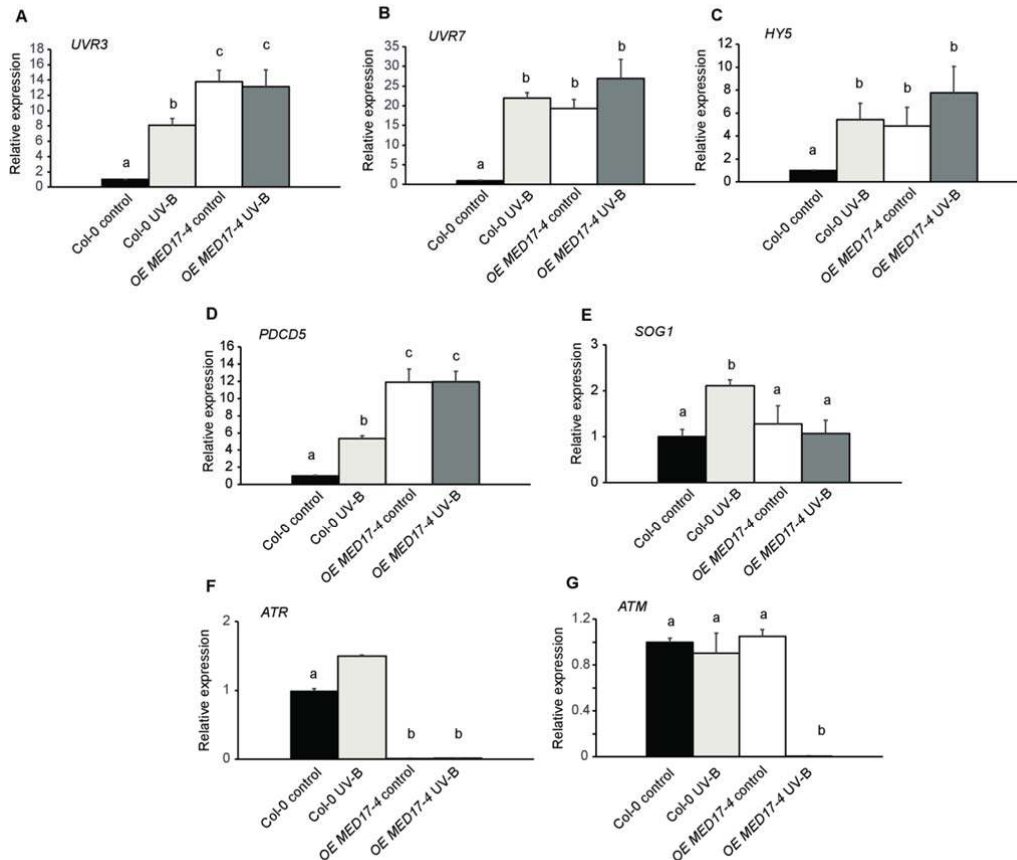 A
UVR3
Relative expression
18
16
14
12
10
8
6
4
2
0
a
b
c
c
Col-0 control
Col-0 UV-B
OE MED17-4 control
OE MED17-4 UV-B
B
UVR7
Relative expression
35
30
25
20
15
10
5
0
a
b
b
b
Col-0 control
Col-0 UV-B
OE MED17-4 control
OE MED17-4 UV-B
C
HY5
Relative expression
12
10
8
6
4
2
0
a
b
b
b
Col-0 control
Col-0 UV-B
OE MED17-4 control
OE MED17-4 UV-B
D
PDCD5
Relative expression
16
14
12
10
8
6
4
2
0
a
b
c
c
Col-0 control
Col-0 UV-B
OE MED17-4 control
OE MED17-4 UV-B
E
SOG1
Relative expression
3
2
1
0
a
b
a
a
Col-0 control
Col-0 UV-B
OE MED17-4 control
OE MED17-4 UV-B
F
ATR
Relative expression
2
1
0
a
b
b
Col-0 control
Col-0 UV-B
OE MED17-4 control
OE MED17-4 UV-B
G
ATM
Relative expression
1.2
0.8
0.4
0
a
a
a
b
Col-0 control
Col-0 UV-B
OE MED17-4 control
OE MED17-4 UV-B